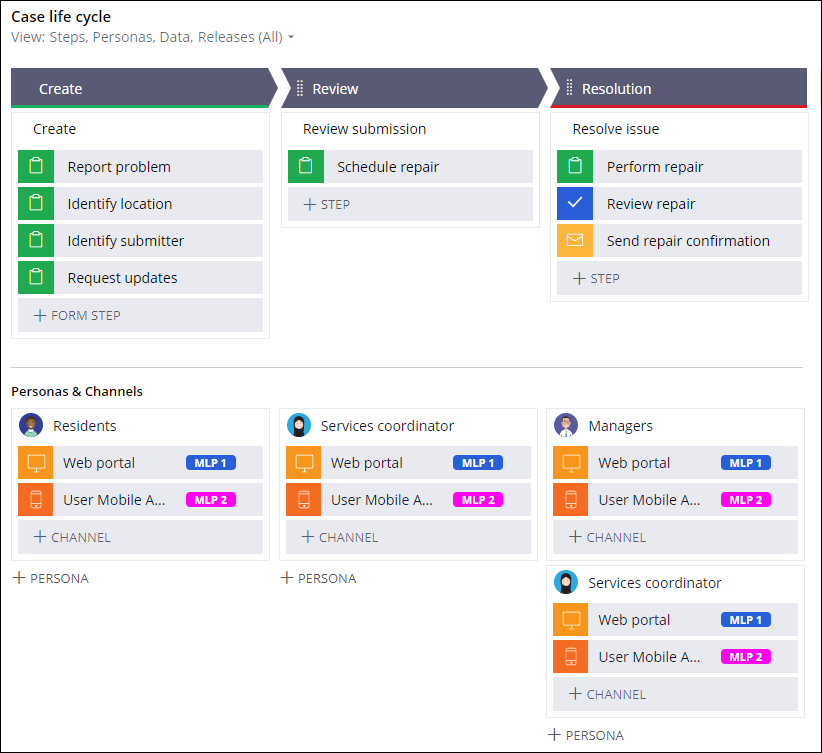 Case life cycle
View: Steps, Personas, Data, Releases (All)
Create
Review
Resolution
Create
Report problem
Identify location
Identify submitter
Request updates
+ FORM STEP
Review submission
Schedule repair
+ STEP
Resolve issue
Perform repair
Review repair
Send repair confirmation
+ STEP
Personas & Channels
Residents
Web portal MLP 1
User Mobile A... MLP 2
+ CHANNEL
+ PERSONA
Services coordinator
Web portal MLP 1
User Mobile A... MLP 2
+ CHANNEL
+ PERSONA
Managers
Web portal MLP 1
User Mobile A... MLP 2
+ CHANNEL
Services coordinator
Web portal MLP 1
User Mobile A... MLP 2
+ CHANNEL
+ PERSONA